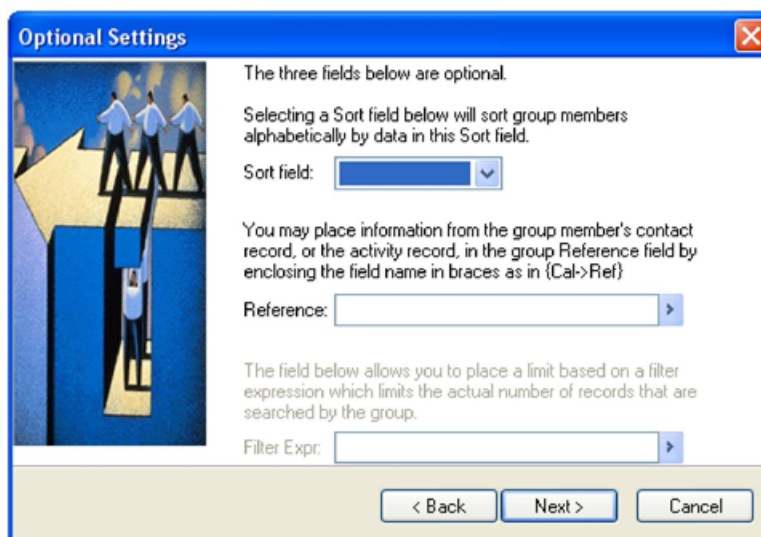 Optional Settings
The three fields below are optional.
Selecting a Sort field below will sort group members
alphabetically by data in this Sort field.
Sort field:
You may place information from the group member's contact
record, or the activity record, in the group Reference field by
enclosing the field name in braces as in {Cal->Ref}
Reference:
The field below allows you to place a limit based on a filter
expression which limits the actual number of records that are
searched by the group.
Filter Expr:
< Back
Next >
Cancel